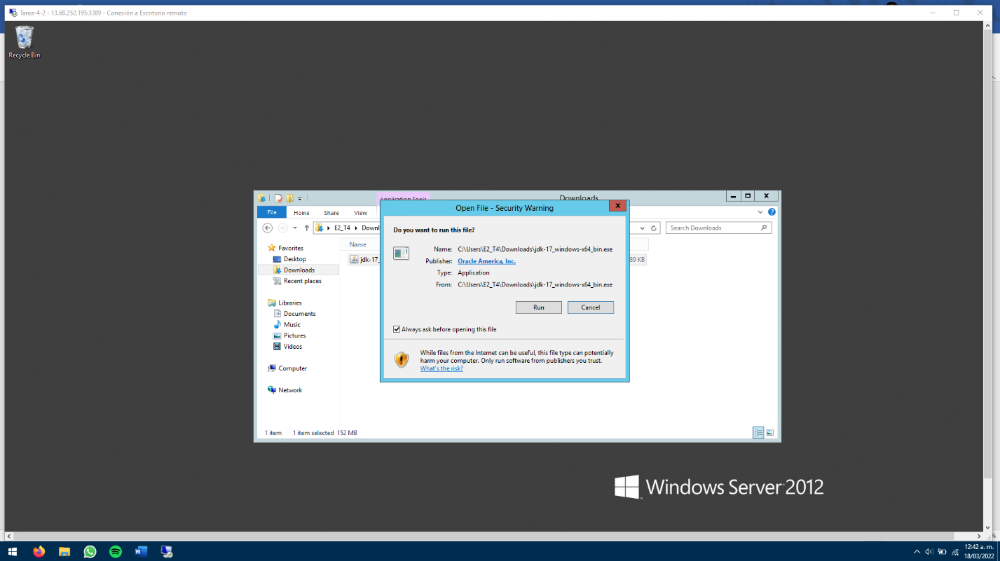 Tarea-4-2 - 13.68.252.195:3389 - Conexión a Escritorio remoto
Recycle Bin
Downloads
File Home Share View
E2_T4
Search Downloads
Open File - Security Warning
Do you want to run this file?
Name: C:\Users\E2_T4\Downloads\jdk-17_windows-x64_bin.exe
Publisher: Oracle America, Inc.
Type: Application
From: C:\Users\E2_T4\Downloads\jdk-17_windows-x64_bin.exe
Run Cancel
Always ask before opening this file
While files from the Internet can be useful, this file type can potentially
harm your computer. Only run software from publishers you trust.
What's the risk?
Name
jdk-17_
89 KB
Favorites
Desktop
Downloads
Recent places
Libraries
Documents
Music
Pictures
Videos
Computer
Network
1 item 1 item selected 152 MB
Windows Server 2012
12:42 a. m.
18/03/2022